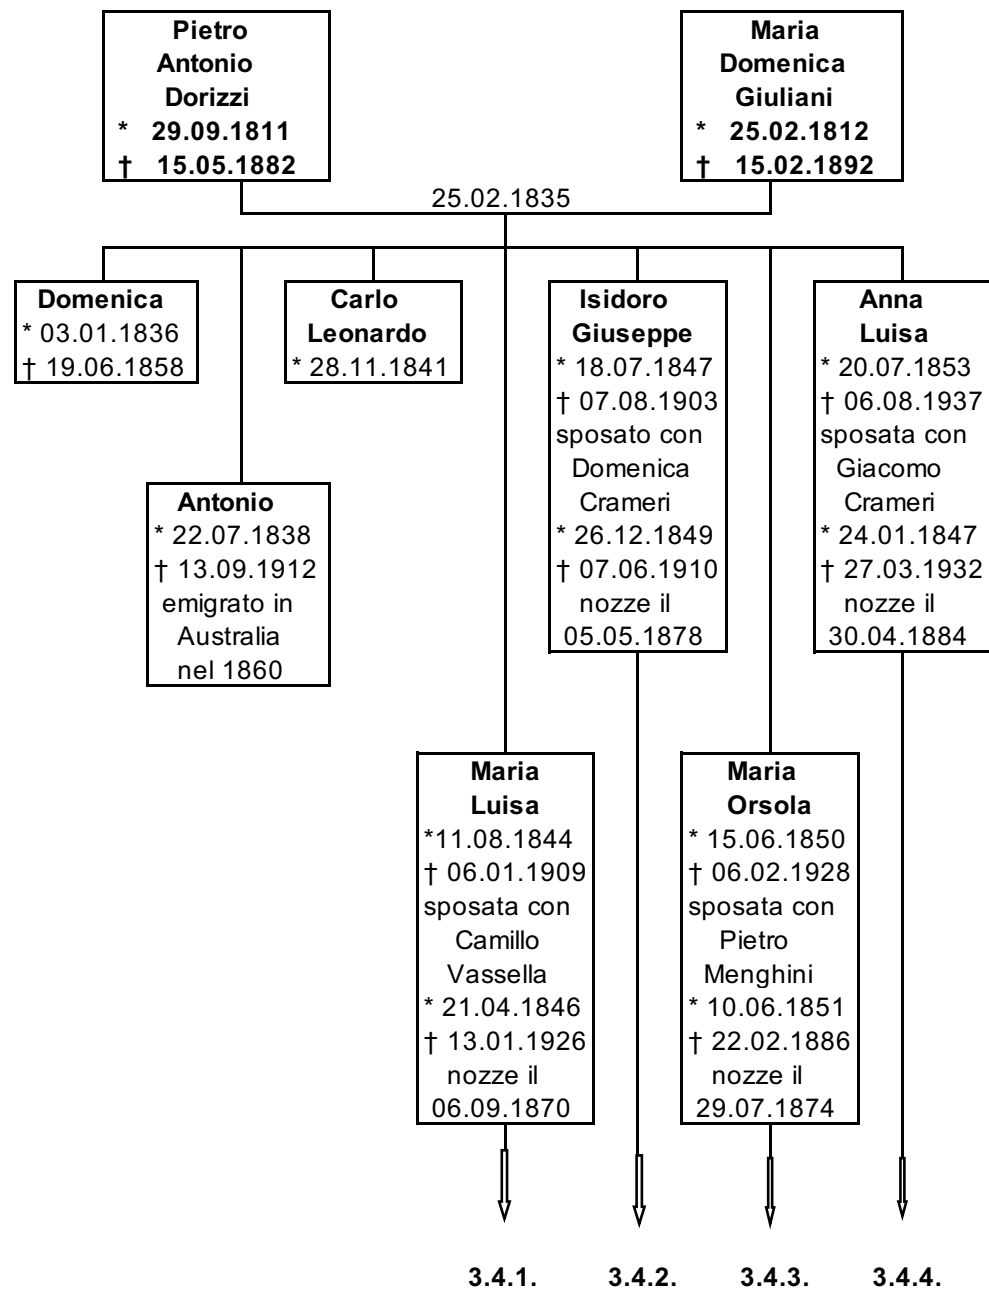 Pietro
Antonio
Dorizzi
* 29.09.1811
† 15.05.1882
Maria
Domenica
Giuliani
* 25.02.1812
† 15.02.1892
25.02.1835
Domenica
* 03.01.1836
† 19.06.1858
Carlo
Leonardo
* 28.11.1841
Isidoro
Giuseppe
* 18.07.1847
† 07.08.1903
sposato con
Domenica
Crameri
* 26.12.1849
† 07.06.1910
nozze il
05.05.1878
Anna
Luisa
* 20.07.1853
† 06.08.1937
sposata con
Giacomo
Crameri
* 24.01.1847
† 27.03.1932
nozze il
30.04.1884
Antonio
* 22.07.1838
† 13.09.1912
emigrato in
Australia
nel 1860
Maria
Luisa
*11.08.1844
† 06.01.1909
sposata con
Camillo
Vassella
* 21.04.1846
† 13.01.1926
nozze il
06.09.1870
Maria
Orsola
* 15.06.1850
† 06.02.1928
sposata con
Pietro
Menghini
* 10.06.1851
† 22.02.1886
nozze il
29.07.1874
3.4.1. 3.4.2. 3.4.3. 3.4.4.